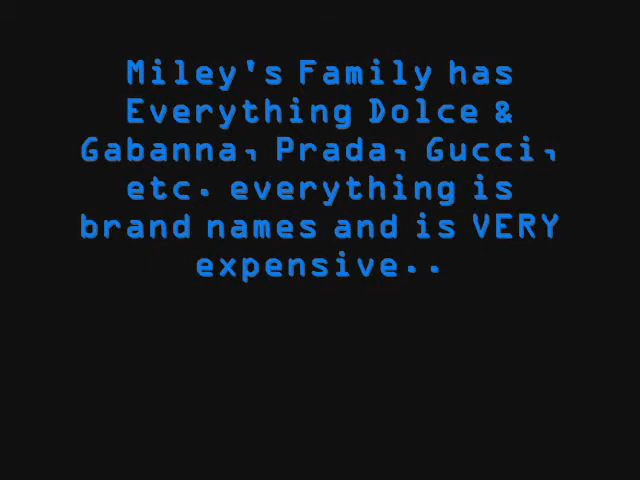 Miley's Family has
Everything Dolce &
Gabanna, Prada, Gucci,
etc. everything is
brand names and is VERY
expensive..